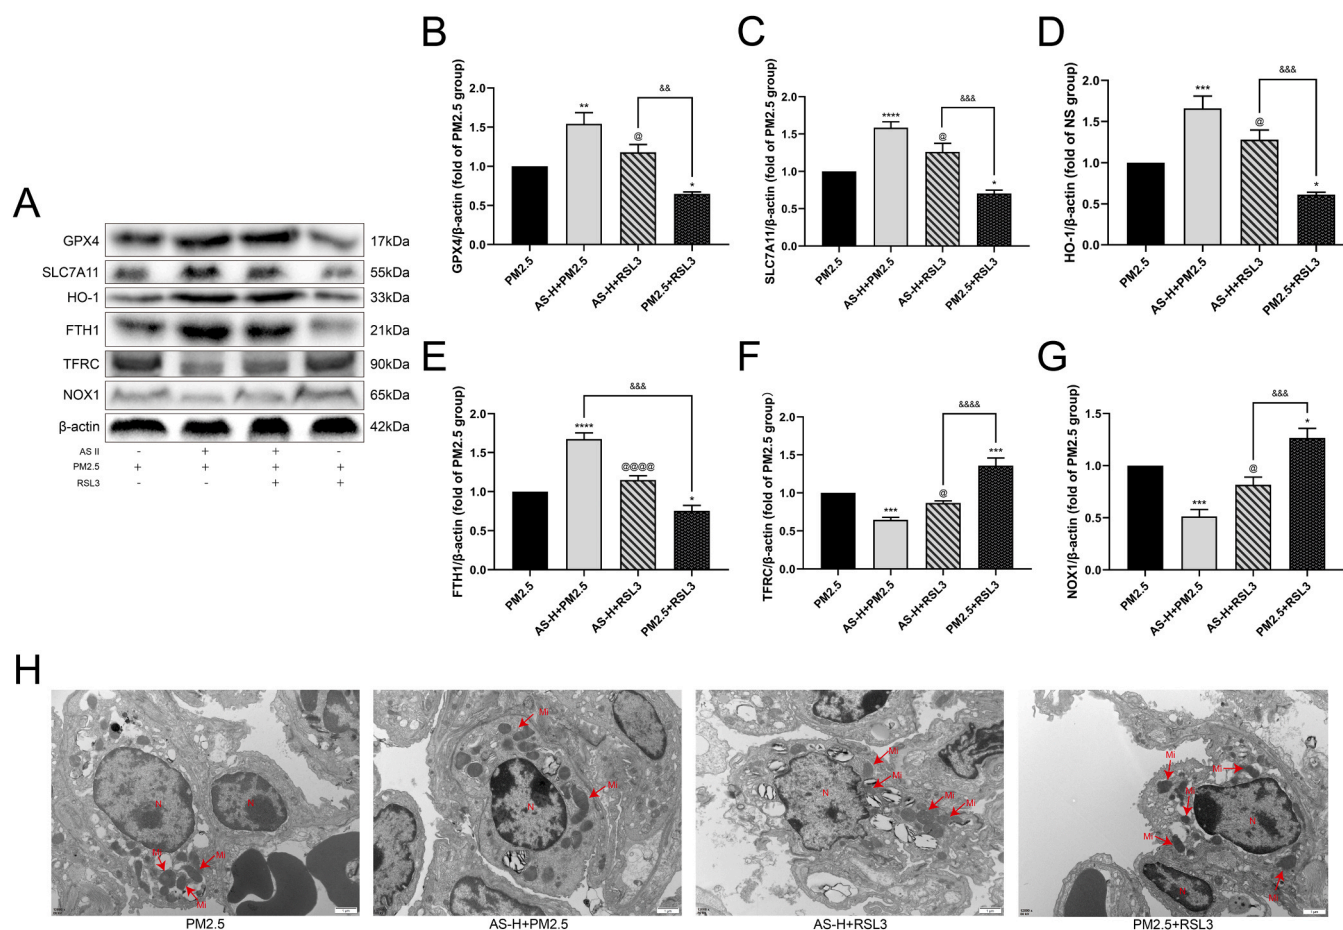 A
GPX4 17kDa
SLC7A11 55kDa
HO-1 33kDa
FTH1 21kDa
TFRC 90kDa
NOX1 65kDa
β-actin 42kDa
AS II - + + -
PM2.5 + + + +
RSL3 - - + +
B
GPX4/β-actin (fold of PM2.5 group)
2.0
1.5
1.0
0.5
0.0
**
@
&&
*
PM2.5
AS-H+PM2.5
AS-H+RSL3
PM2.5+RSL3
C
SLC7A11/β-actin (fold of PM2.5 group)
2.0
1.5
1.0
0.5
0.0
****
@
&&&
*
PM2.5
AS-H+PM2.5
AS-H+RSL3
PM2.5+RSL3
D
HO-1/β-actin (fold of NS group)
2.0
1.5
1.0
0.5
0.0
***
@
&&&
*
PM2.5
AS-H+PM2.5
AS-H+RSL3
PM2.5+RSL3
E
FTH1/β-actin (fold of PM2.5 group)
2.0
1.5
1.0
0.5
0.0
****
@@@@
&&&
*
PM2.5
AS-H+PM2.5
AS-H+RSL3
PM2.5+RSL3
F
TFRC/β-actin (fold of PM2.5 group)
2.0
1.5
1.0
0.5
0.0
***
@
&&&&
***
PM2.5
AS-H+PM2.5
AS-H+RSL3
PM2.5+RSL3
G
NOX1/β-actin (fold of PM2.5 group)
1.5
1.0
0.5
0.0
***
@
&&&
*
PM2.5
AS-H+PM2.5
AS-H+RSL3
PM2.5+RSL3
H
N
N
Mi
Mi
Mi
PM2.5
Mi
Mi
N
AS-H+PM2.5
Mi
Mi
N
Mi
Mi
AS-H+RSL3
Mi
Mi
Mi
N
Mi
N
N
PM2.5+RSL3